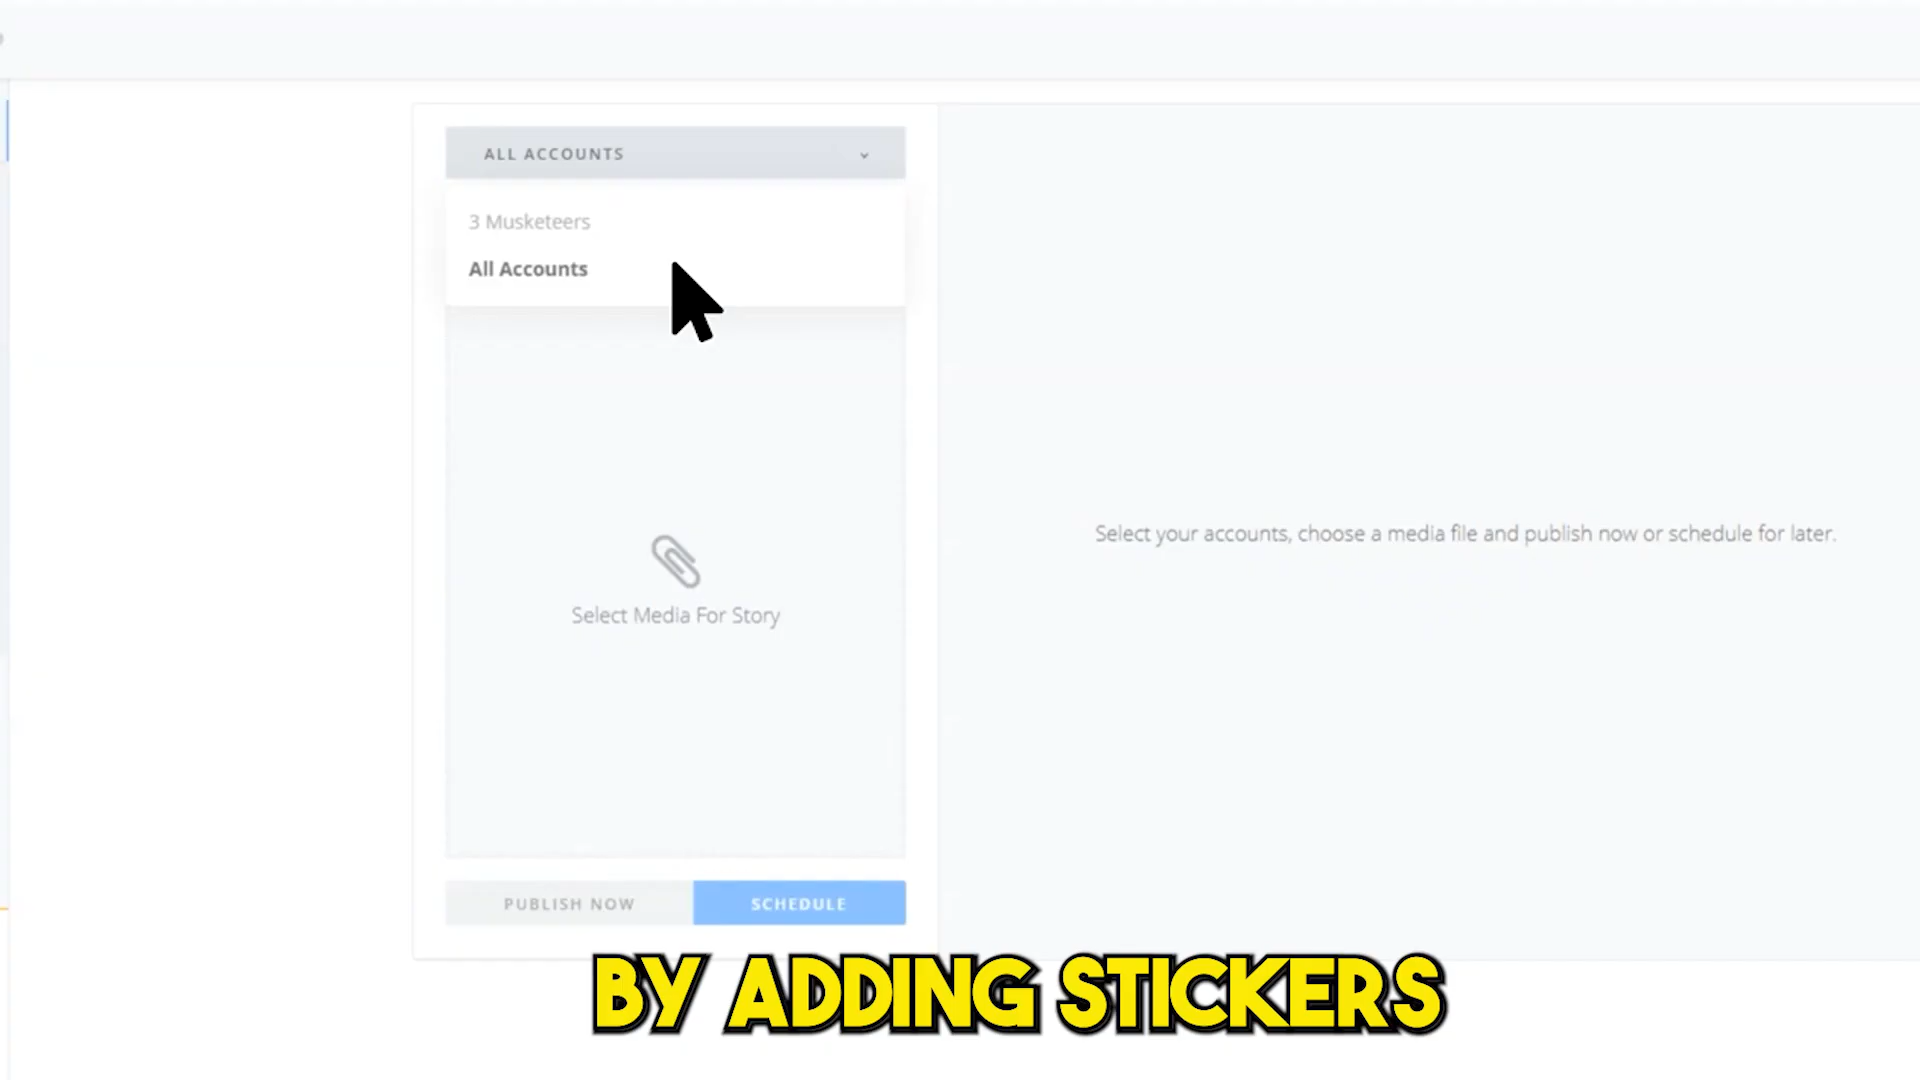 ALL ACCOUNTS
3 Musketeers
All Accounts
Select Media For Story
Select your accounts, choose a media file and publish now or schedule for later.
PUBLISH NOW
SCHEDULE
BY ADDING STICKERS